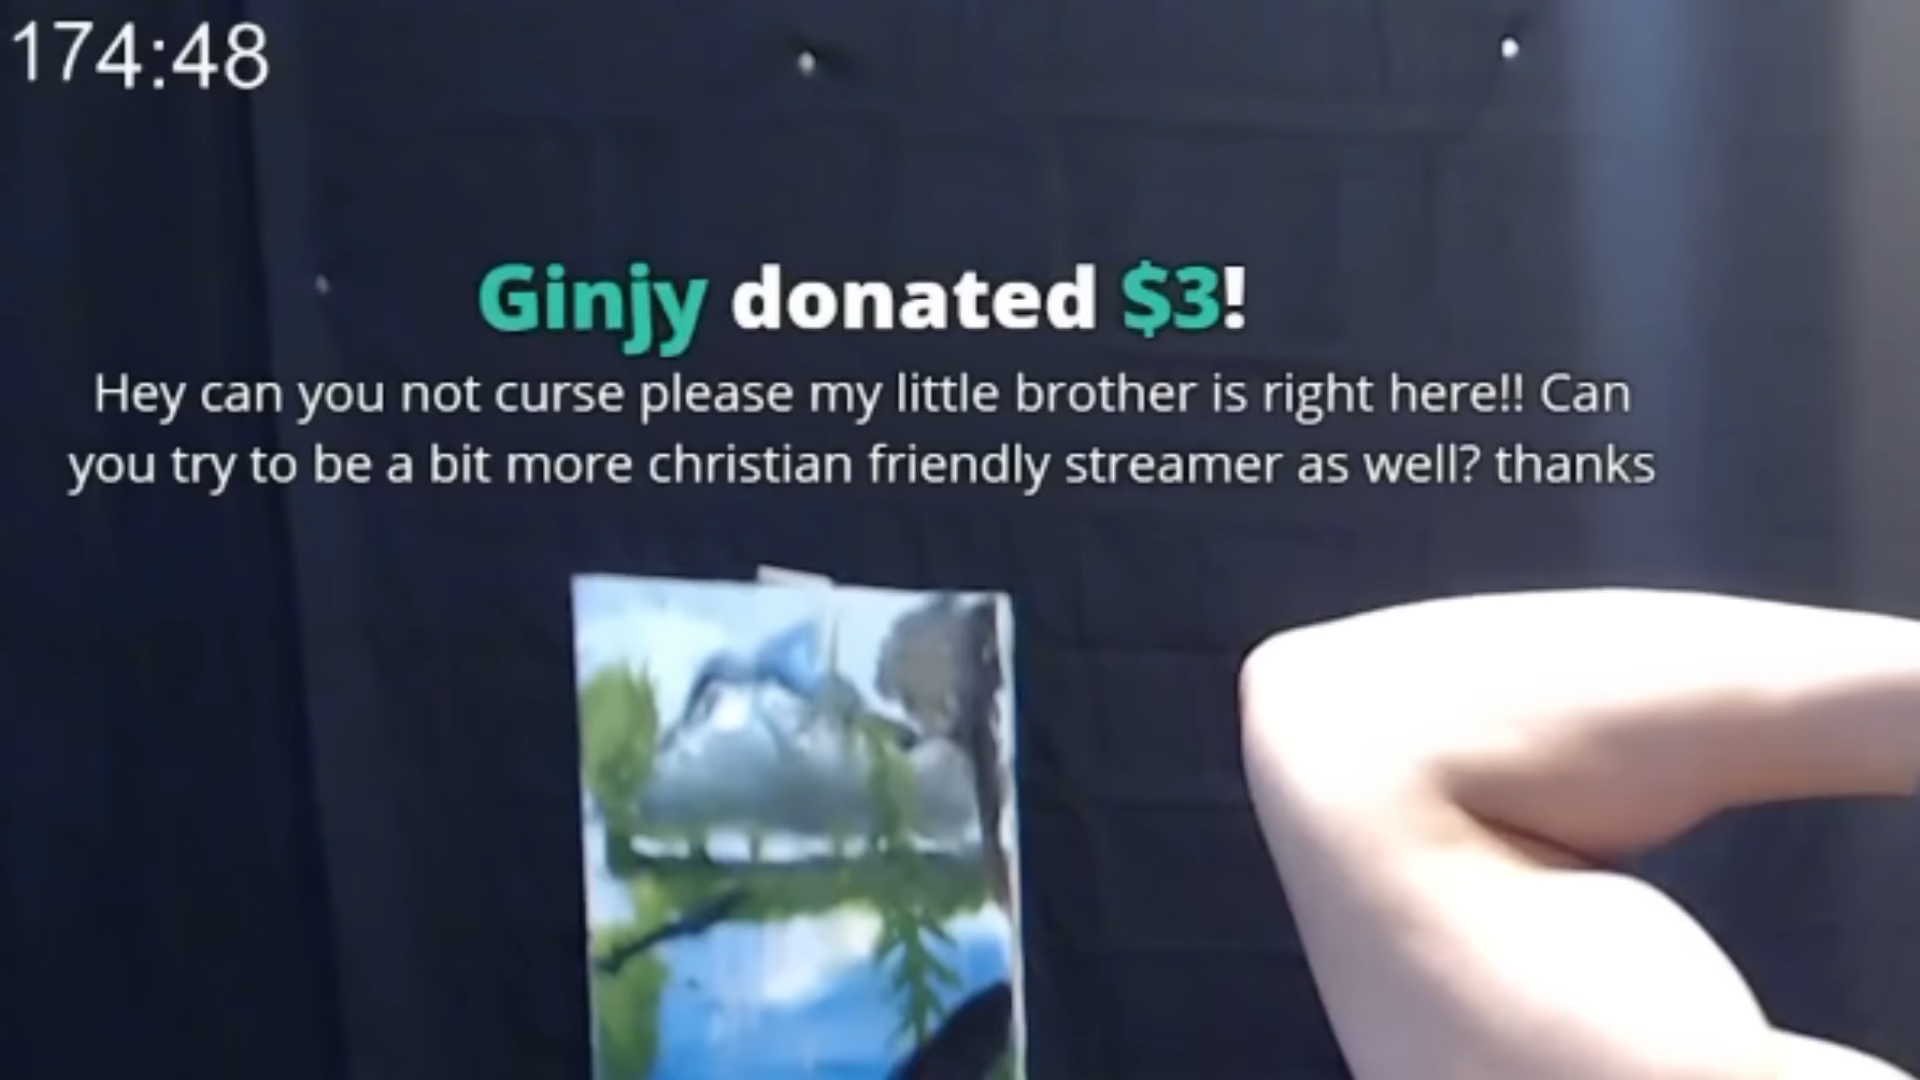 174:48
Ginjy donated $3!
Hey can you not curse please my little brother is right here!! Can
you try to be a bit more christian friendly streamer as well? thanks